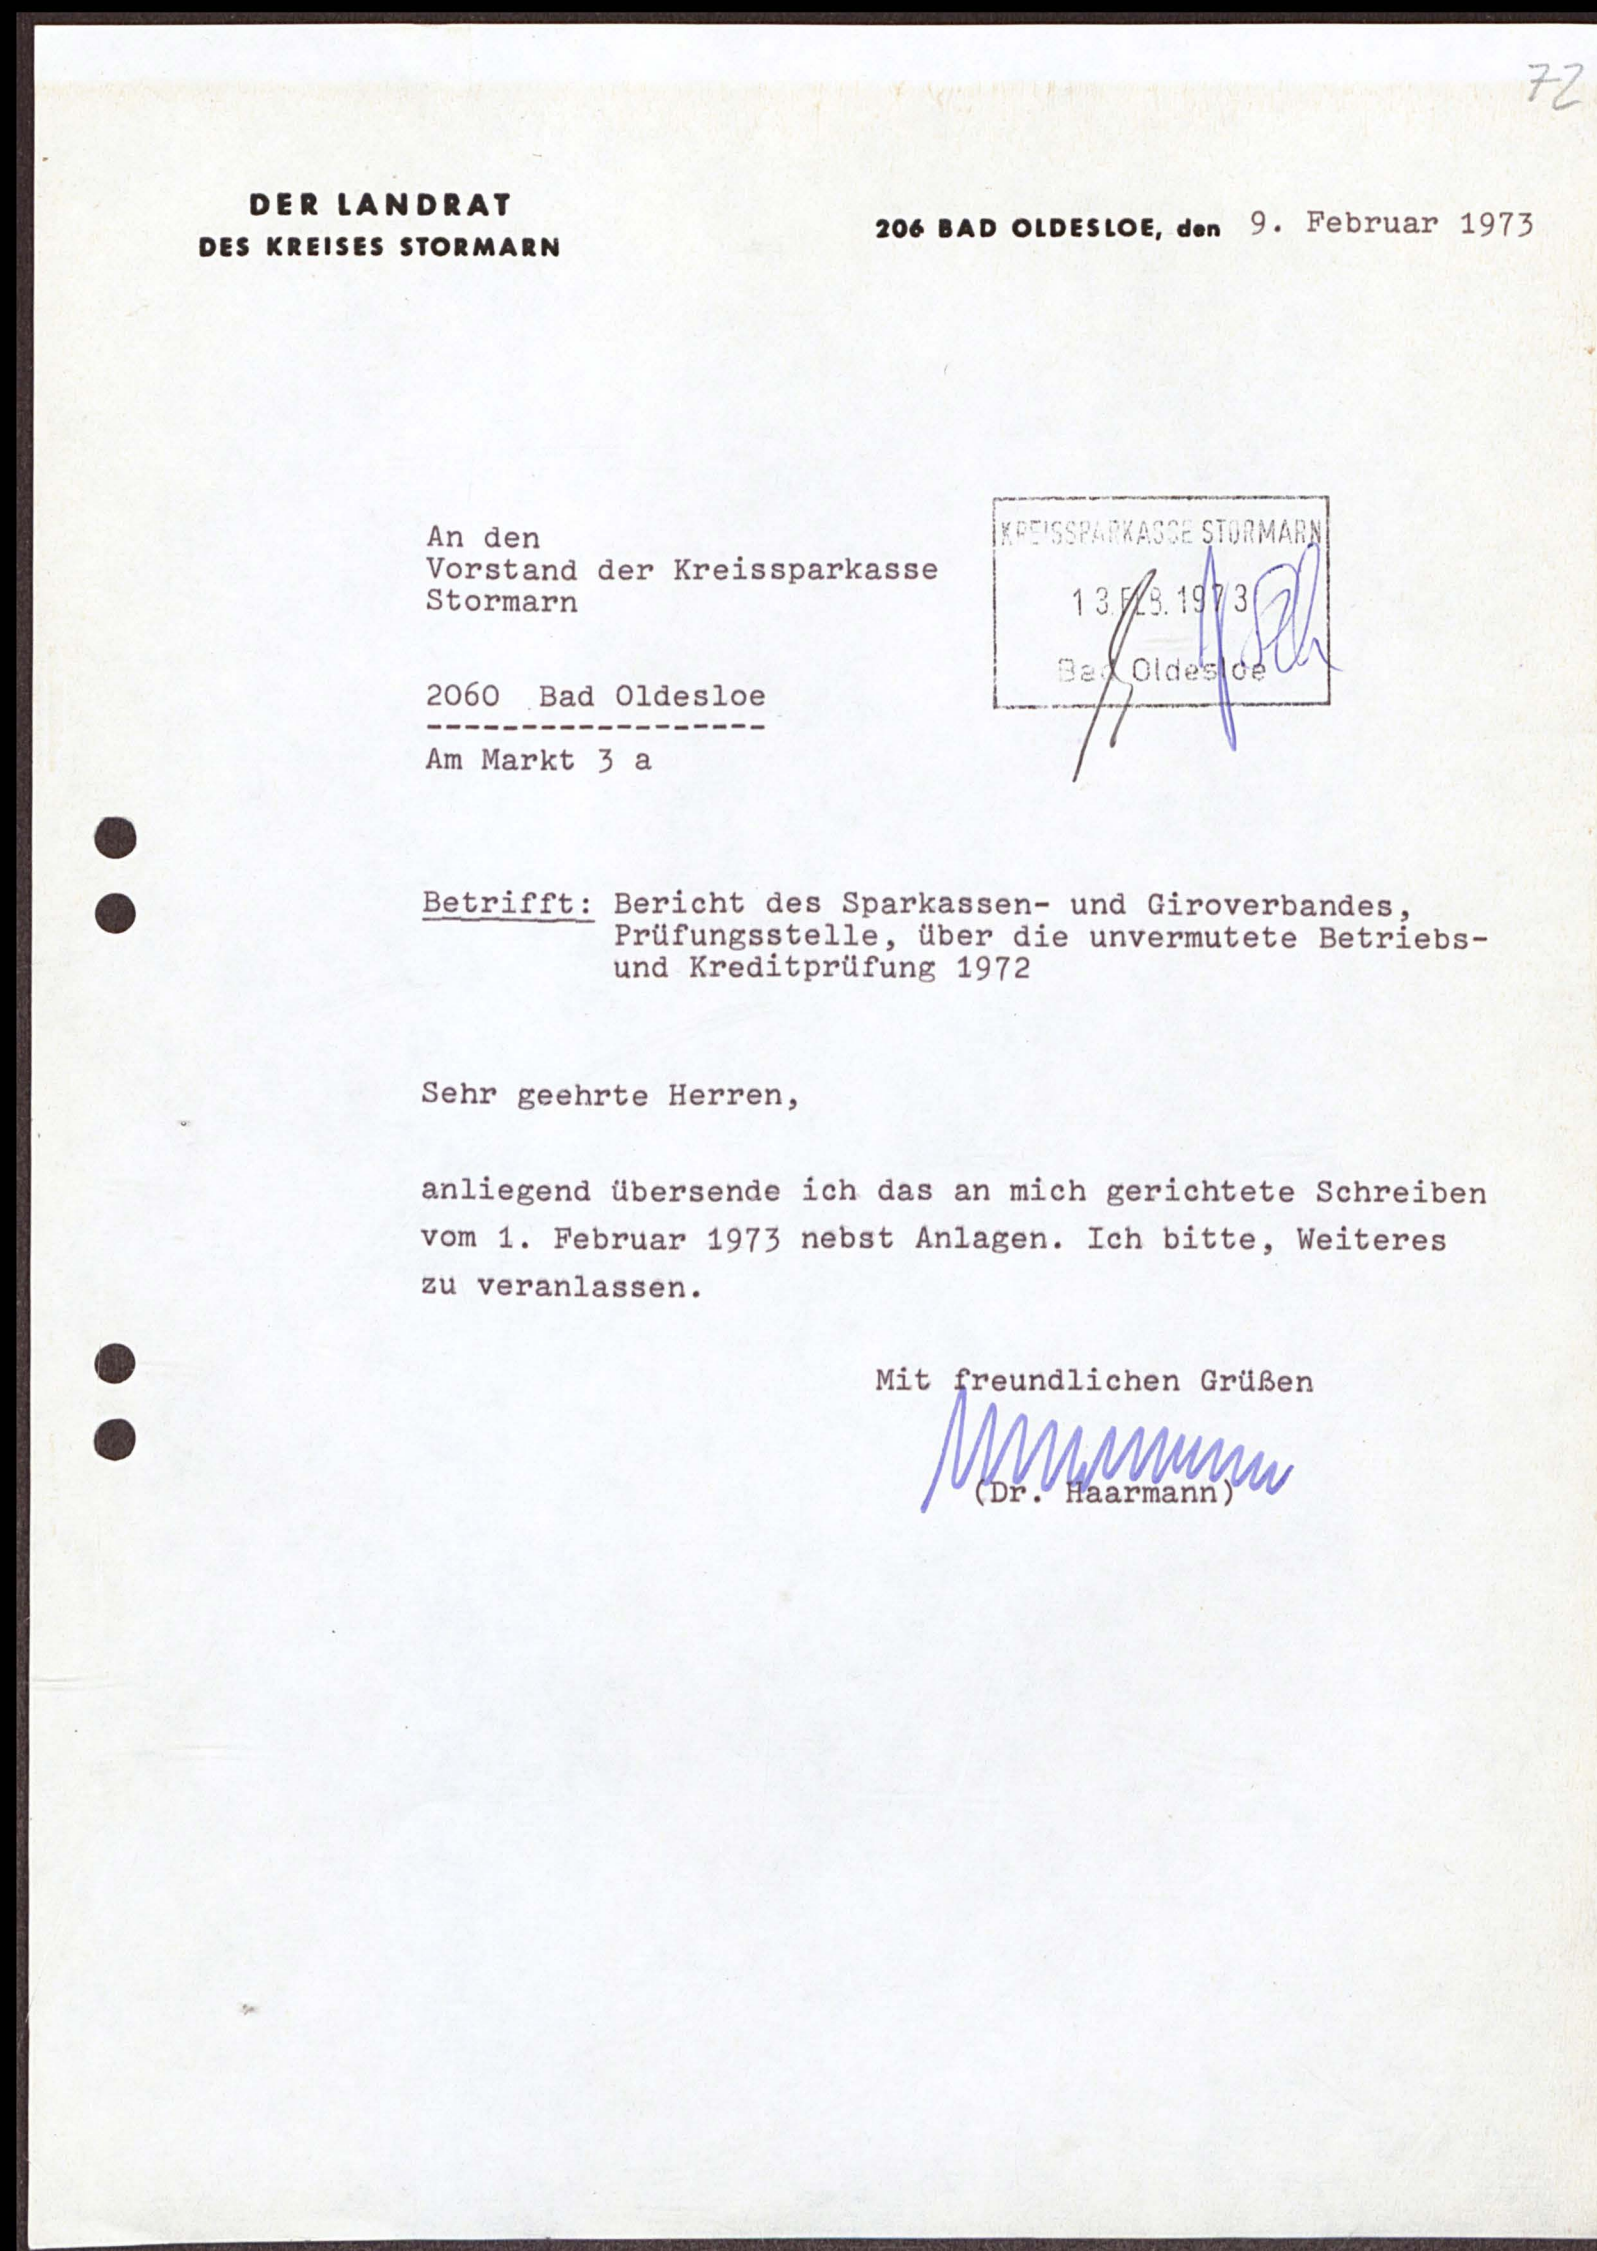 72
DER LANDRAT
DES KREISES STORMARN
206 BAD OLDESLOE, den 9. Februar 1973
An den
Vorstand der Kreissparkasse
Stormarn
2060 Bad Oldesloe
------------------
Am Markt 3 a
KREISSPARKASSE STORMARN
13. FEB. 1973
Bad Oldesloe
Betrifft: Bericht des Sparkassen- und Giroverbandes,
Prüfungsstelle, über die unvermutete Betriebs-
und Kreditprüfung 1972
Sehr geehrte Herren,
anliegend übersende ich das an mich gerichtete Schreiben
vom 1. Februar 1973 nebst Anlagen. Ich bitte, Weiteres
zu veranlassen.
Mit freundlichen Grüßen
(Dr. Haarmann)